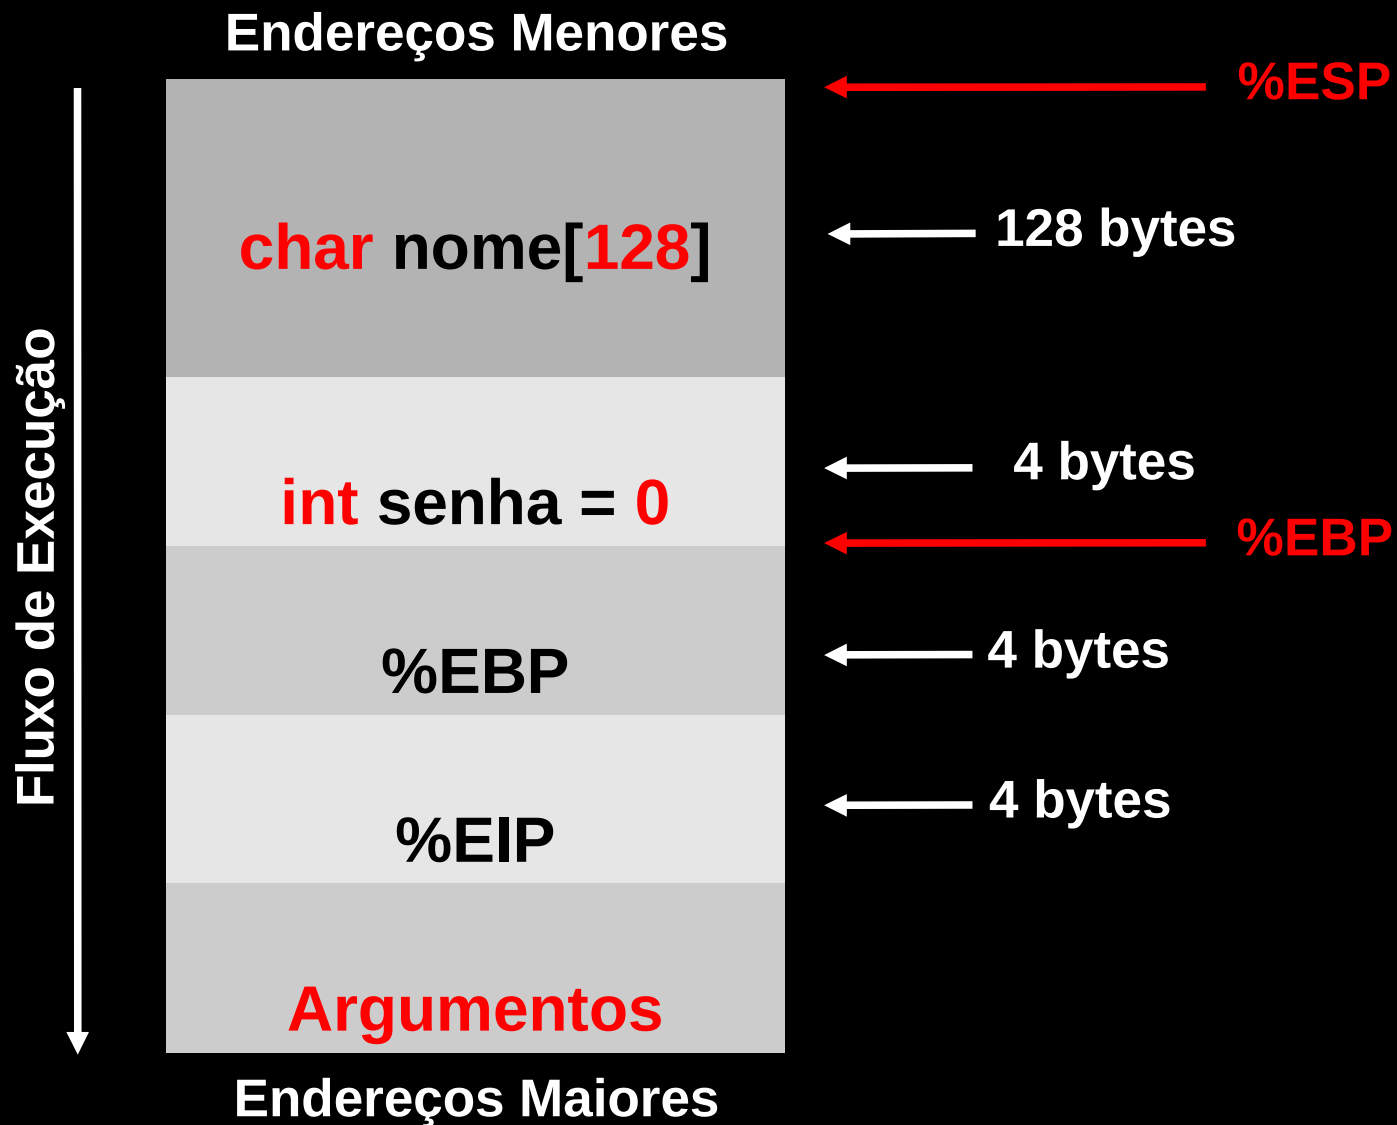 Endereços Menores
%ESP
char nome[128]
128 bytes
Fluxo de Execução
4 bytes
int senha = 0
%EBP
4 bytes
%EBP
4 bytes
%EIP
Argumentos
Endereços Maiores